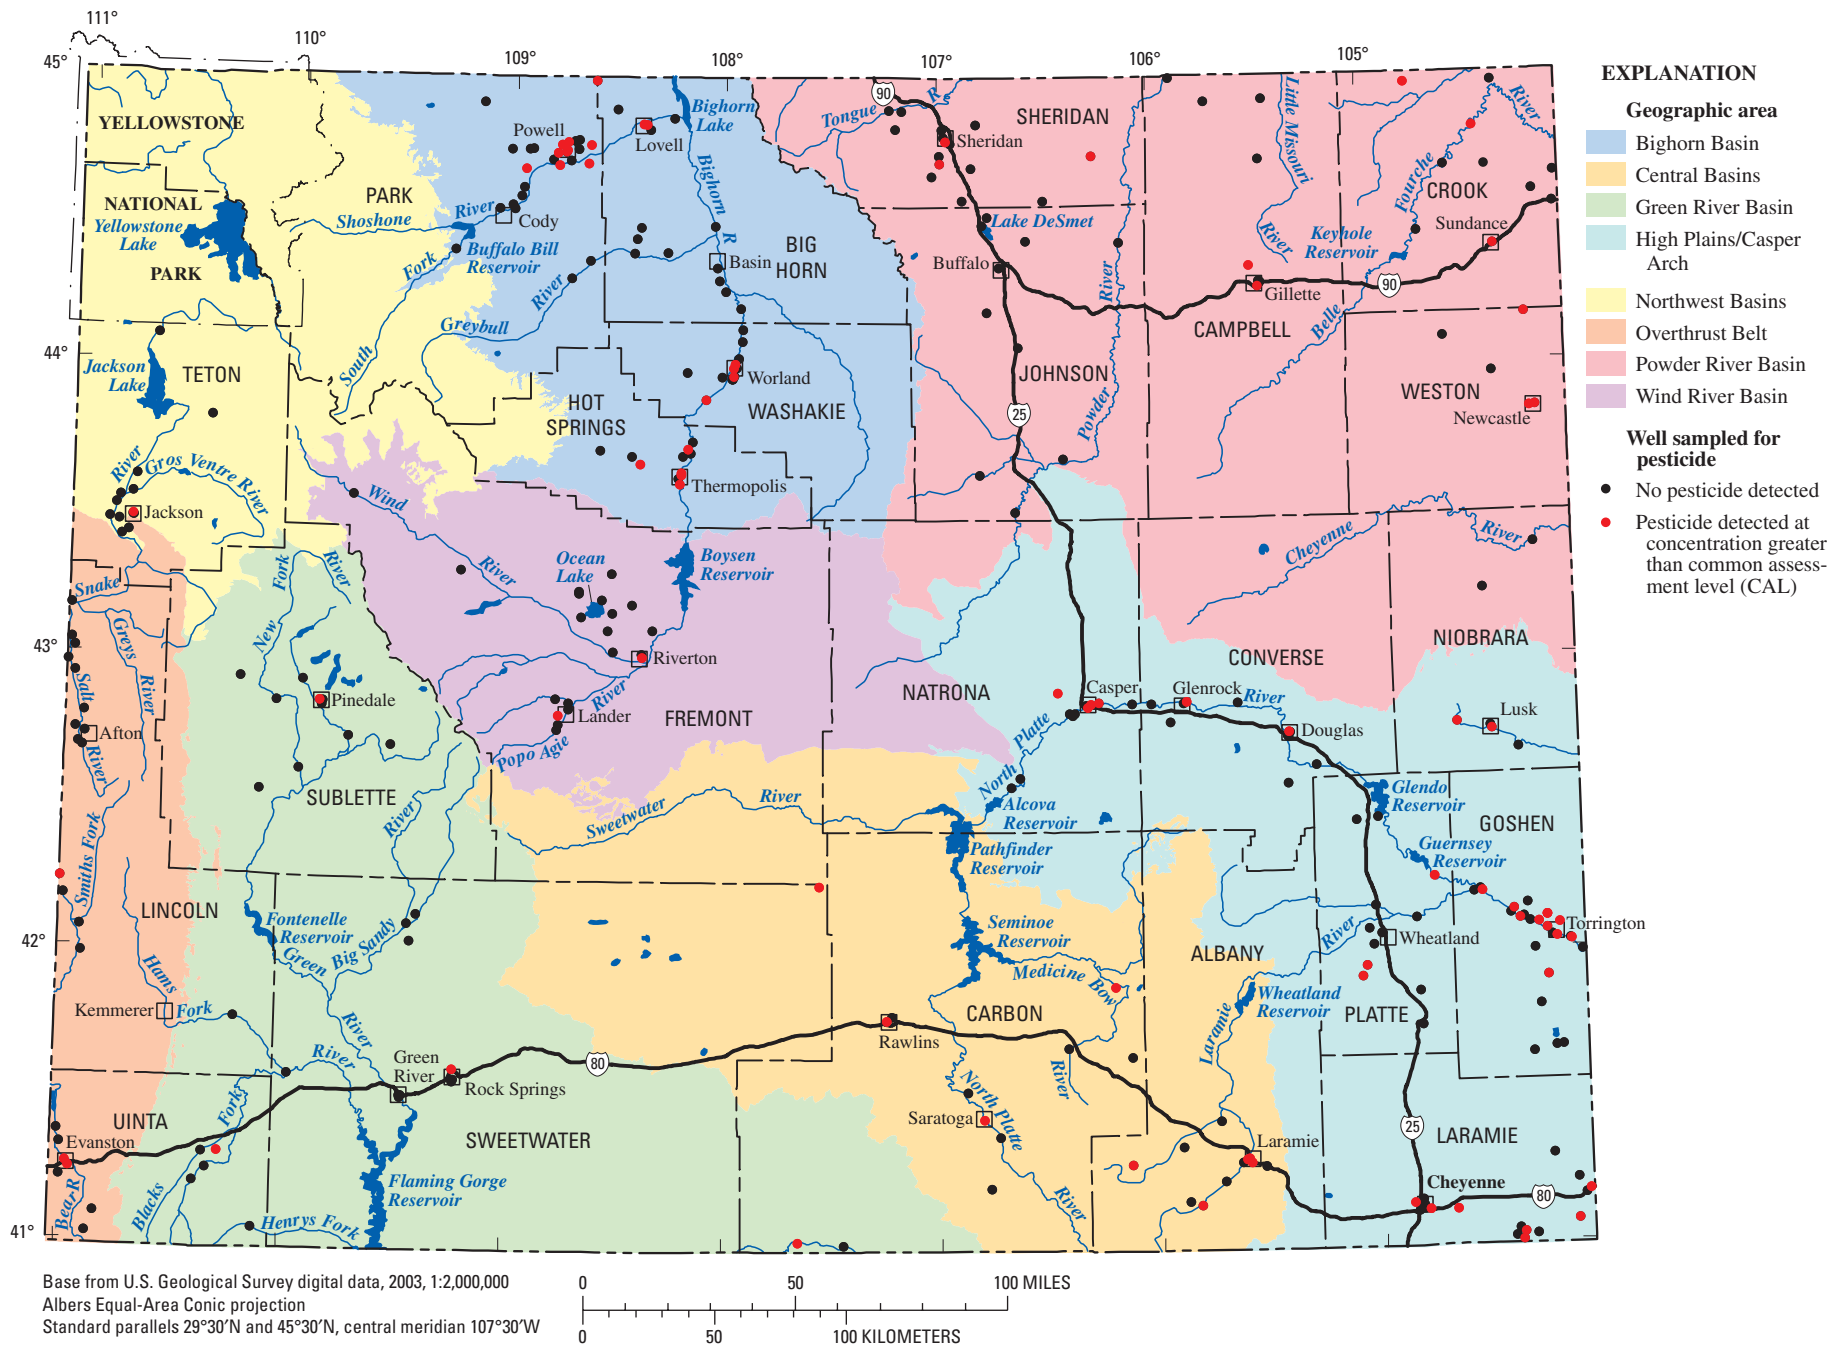 111°
110°
109°
108°
107°
106°
105°
45°
44°
43°
42°
41°
YELLOWSTONE
NATIONAL
PARK
Yellowstone
Lake
PARK
Shoshone
River
Powell
Lovell
Bighorn
Lake
Cody
Buffalo Bill
Reservoir
South
Fork
Greybull
River
Bighorn
R
Basin
BIG
HORN
Tongue
R
SHERIDAN
Sheridan
90
Lake DeSmet
Buffalo
Powder
River
Little Missouri
River
Fourche
Belle
River
CROOK
Sundance
Keyhole
Reservoir
Gillette
90
CAMPBELL
Jackson
Lake
TETON
River
Gros Ventre River
Jackson
HOT
SPRINGS
Worland
WASHAKIE
Thermopolis
JOHNSON
25
WESTON
Newcastle
Wind
River
Ocean
Lake
Boysen
Reservoir
Cheyenne
River
Snake
Greys
River
Salt
River
Afton
New
Fork
River
Pinedale
Riverton
Lander
River
Popo Agie
FREMONT
NATRONA
Casper
Glenrock
River
CONVERSE
NIOBRARA
Douglas
Lusk
North
Platte
SUBLETTE
River
Sweetwater
River
Alcova
Reservoir
Pathfinder
Reservoir
Glendo
Reservoir
GOSHEN
Guernsey
Reservoir
Smiths Fork
LINCOLN
Fontenelle
Reservoir
Green
Big Sandy
Seminoe
Reservoir
Medicine Bow
ALBANY
River
Wheatland
Torrington
Hams
Fork
Kemmerer
River
CARBON
Wheatland
Reservoir
PLATTE
Laramie
Rawlins
River
Green
River
Rock Springs
80
UINTA
Forks
Evanston
SWEETWATER
Saratoga
North Platte
River
River
Laramie
25
LARAMIE
Bear R
Blacks
Flaming Gorge
Reservoir
Henrys Fork
Cheyenne
80
EXPLANATION
Geographic area
Bighorn Basin
Central Basins
Green River Basin
High Plains/Casper
Arch
Northwest Basins
Overthrust Belt
Powder River Basin
Wind River Basin
Well sampled for
pesticide
No pesticide detected
Pesticide detected at
concentration greater
than common assess-
ment level (CAL)
Base from U.S. Geological Survey digital data, 2003, 1:2,000,000
Albers Equal-Area Conic projection
Standard parallels 29°30′N and 45°30′N, central meridian 107°30′W
0 50 100 MILES
0 50 100 KILOMETERS